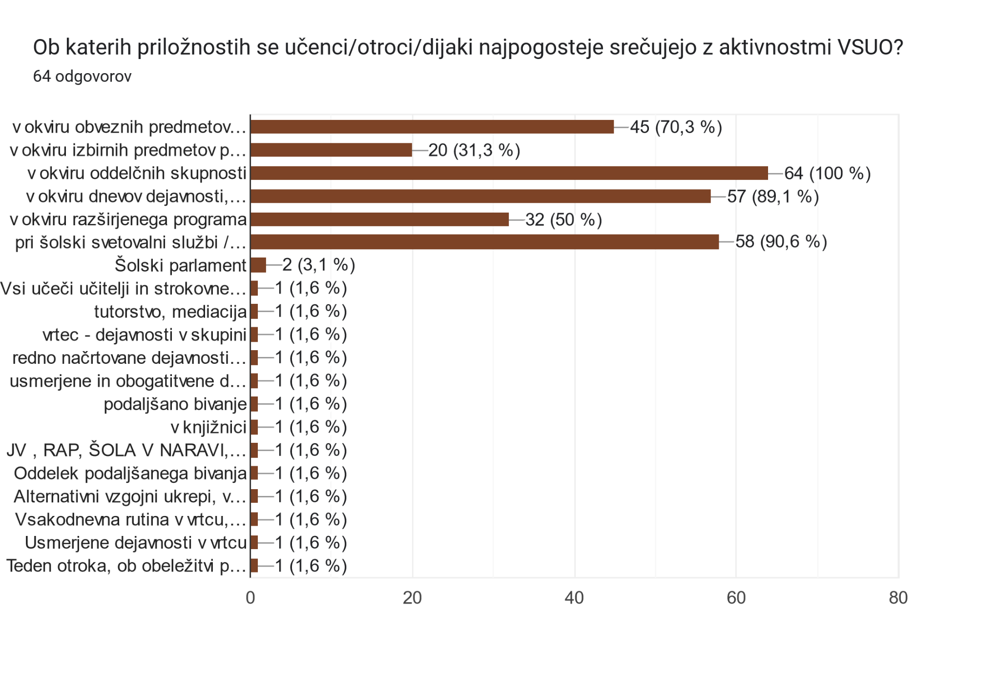 Ob katerih priložnostih se učenci/otroci/dijaki najpogosteje srečujejo z aktivnostmi VSUO?
64 odgovorov
v okviru obveznih predmetov… 45 (70,3 %)
v okviru izbirnih predmetov p… 20 (31,3 %)
v okviru oddelčnih skupnosti 64 (100 %)
v okviru dnevov dejavnosti,… 57 (89,1 %)
v okviru razširjenega programa 32 (50 %)
pri šolski svetovalni službi /… 58 (90,6 %)
Šolski parlament 2 (3,1 %)
Vsi učeči učitelji in strokovne… 1 (1,6 %)
tutorstvo, mediacija 1 (1,6 %)
vrtec - dejavnosti v skupini 1 (1,6 %)
redno načrtovane dejavnosti… 1 (1,6 %)
usmerjene in obogatitvene d… 1 (1,6 %)
podaljšano bivanje 1 (1,6 %)
v knjižnici 1 (1,6 %)
JV , RAP, ŠOLA V NARAVI,… 1 (1,6 %)
Oddelek podaljšanega bivanja 1 (1,6 %)
Alternativni vzgojni ukrepi, v… 1 (1,6 %)
Vsakodnevna rutina v vrtcu,… 1 (1,6 %)
Usmerjene dejavnosti v vrtcu 1 (1,6 %)
Teden otroka, ob obeležitvi p… 1 (1,6 %)
0 20 40 60 80